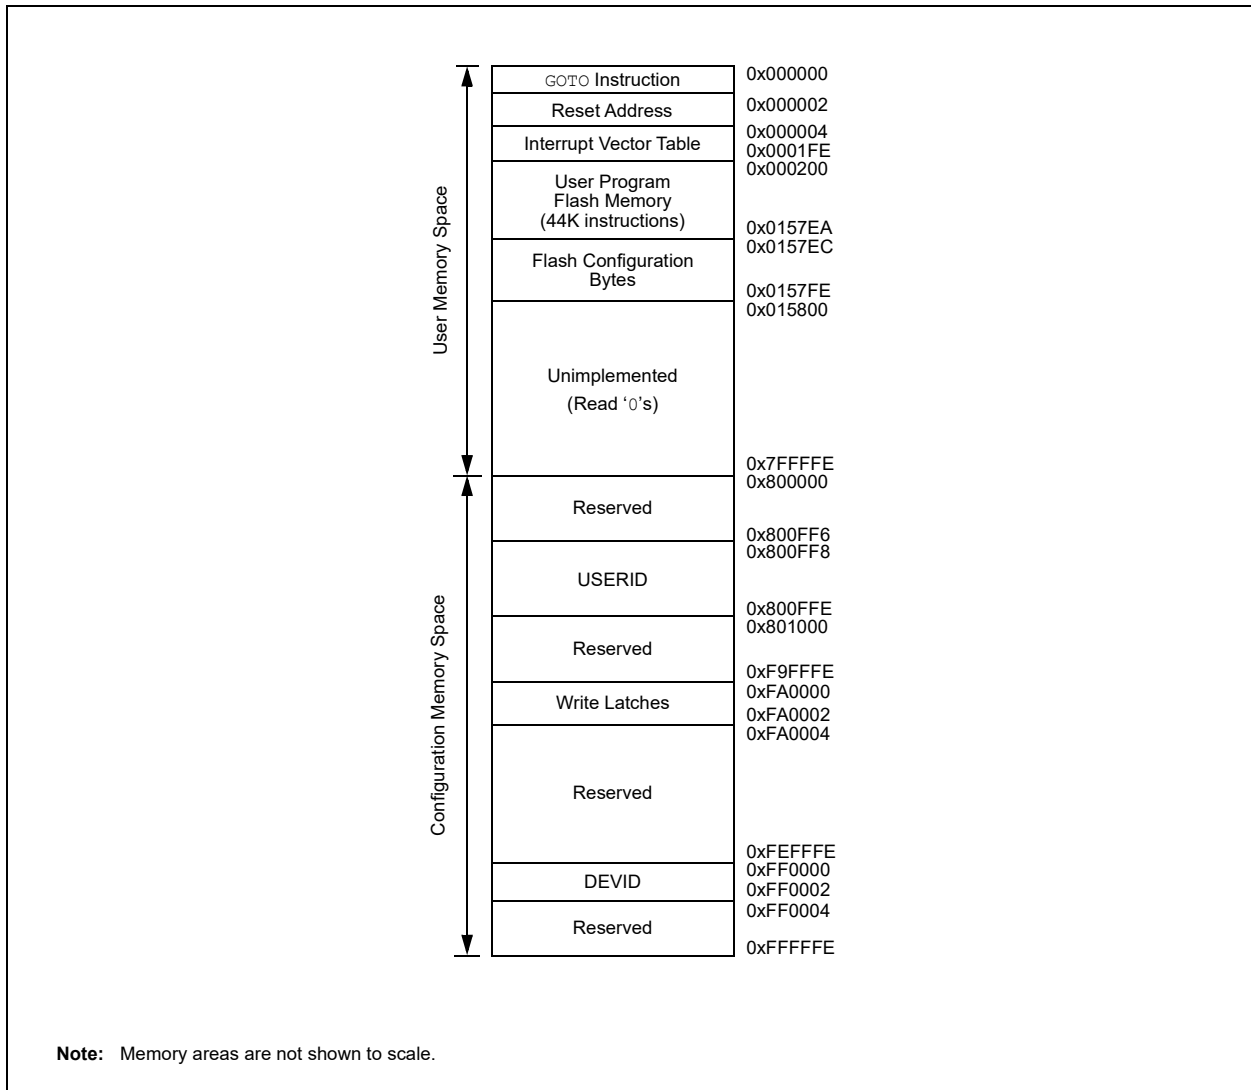 GOTO Instruction
0x000000
Reset Address
0x000002
Interrupt Vector Table
0x000004
0x0001FE
User Program
Flash Memory
(44K instructions)
0x000200
0x0157EA
Flash Configuration
Bytes
0x0157EC
0x0157FE
Unimplemented
(Read ‘0’s)
0x015800
0x7FFFFE
User Memory Space
Reserved
0x800000
0x800FF6
USERID
0x800FF8
0x800FFE
Reserved
0x801000
0xF9FFFE
Write Latches
0xFA0000
0xFA0002
Reserved
0xFA0004
0xFEFFFE
DEVID
0xFF0000
0xFF0002
Reserved
0xFF0004
0xFFFFFE
Configuration Memory Space
Note: Memory areas are not shown to scale.